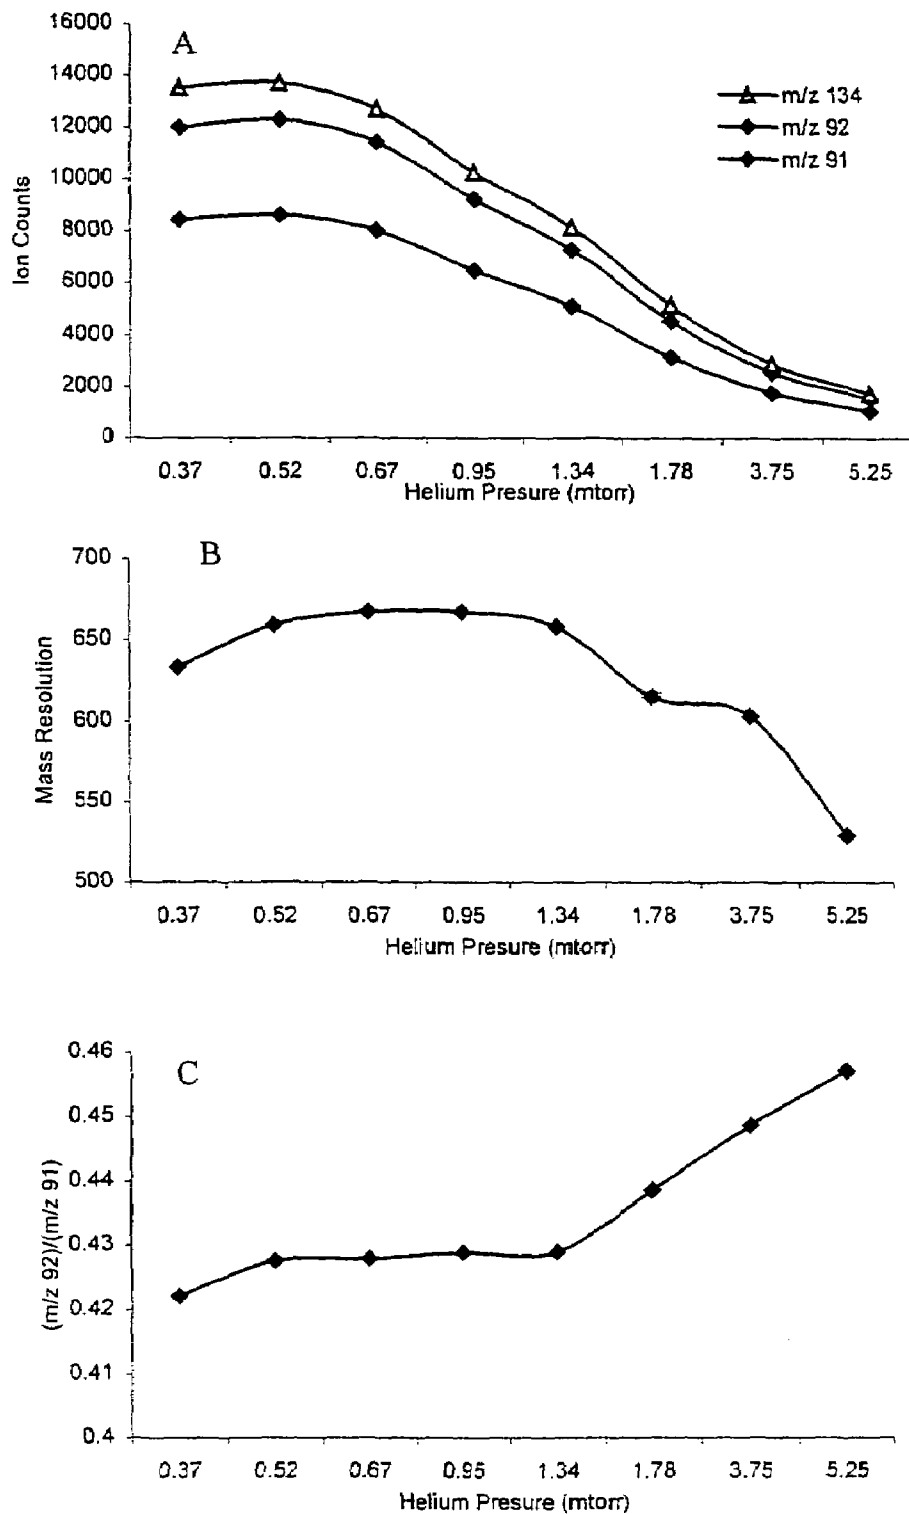 A
16000
14000
12000
10000
8000
6000
4000
2000
0
Ion Counts
m/z 134
m/z 92
m/z 91
0.37 0.52 0.67 0.95 1.34 1.78 3.75 5.25
Helium Presure (mtorr)
B
700
650
600
550
500
Mass Resolution
0.37 0.52 0.67 0.95 1.34 1.78 3.75 5.25
Helium Presure (mtorr)
C
0.46
0.45
0.44
0.43
0.42
0.41
0.4
(m/z 92)/(m/z 91)
0.37 0.52 0.67 0.95 1.34 1.78 3.75 5.25
Helium Presure (mtorr)